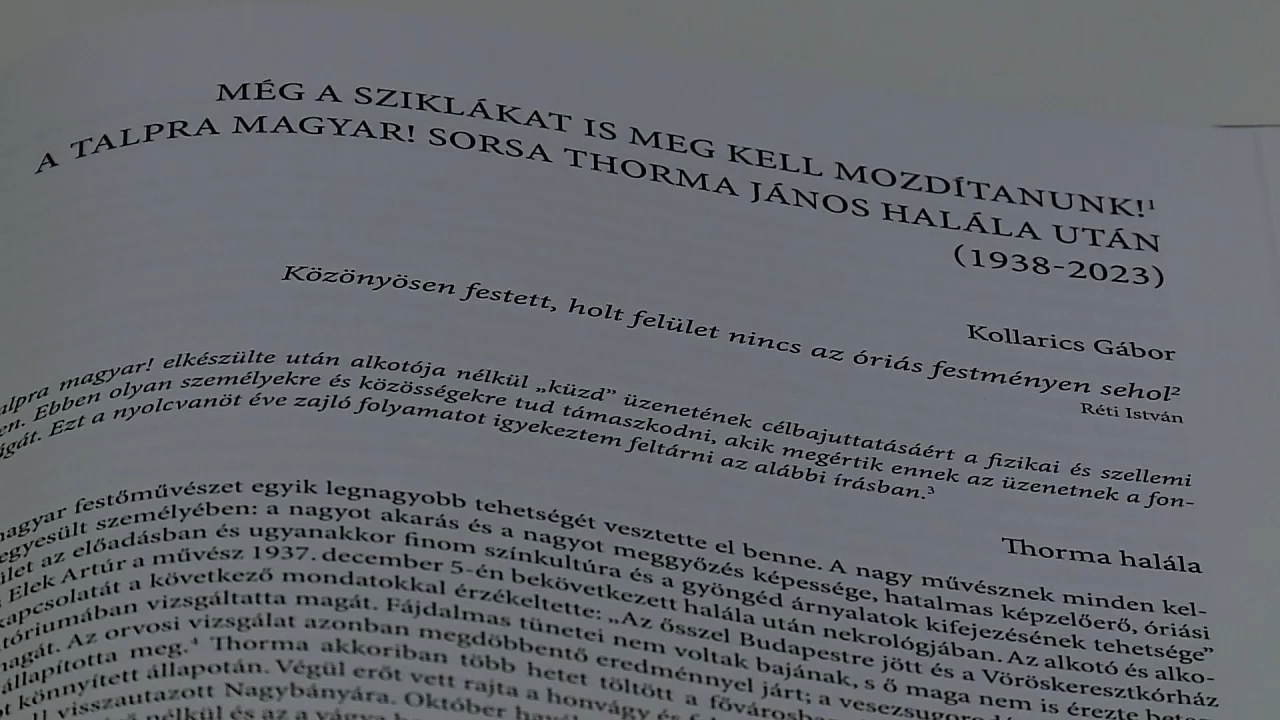 MÉG A SZIKLÁKAT IS MEG KELL MOZDÍTANUNK!¹
A TALPRA MAGYAR! SORSA THORMA JÁNOS HALÁLA UTÁN
(1938-2023)
Kollarics Gábor
Közönyösen festett, holt felület nincs az óriás festményen sehol²
Réti István
alpra magyar! elkészülte után alkotója nélkül „küzd” üzenetének célbajuttatásáért a fizikai és szellemi
en. Ebben olyan személyekre és közösségekre tud támaszkodni, akik megértik ennek az üzenetnek a fon-
ágát. Ezt a nyolcvanöt éve zajló folyamatot igyekeztem feltárni az alábbi írásban.³
Thorma halála
magyar festőművészet egyik legnagyobb tehetségét vesztette el benne. A nagy művésznek minden kel-
egyesült személyében: a nagyot akarás és a nagyot meggyőzés képessége, hatalmas képzelőerő, óriási
let az előadásban és ugyanakkor finom színkultúra és a gyöngéd árnyalatok kifejezésének tehetsége”
Elek Artúr a művész 1937. december 5-én bekövetkezett halála után nekrológjában. Az alkotó és alko-
kapcsolatát a következő mondatokkal érzékeltette: „Az ősszel Budapestre jött és a Vöröskeresztkórház
tóriumában vizsgáltatta magát. Fájdalmas tünetei nem voltak bajának, s ő maga nem is érezte
magát. Az orvosi vizsgálat azonban megdöbbentő eredménnyel járt; a
állapította meg.⁴ Thorma akkoriban több hetet töltött a fővárosban
könnyített állapotán. Végül erőt vett rajta a honvágy és
visszautazott Nagybányára. Október
nélkül és az a vágya